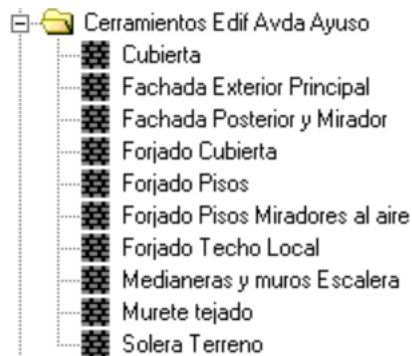 Cerramientos Edif Avda Ayuso
Cubierta
Fachada Exterior Principal
Fachada Posterior y Mirador
Forjado Cubierta
Forjado Pisos
Forjado Pisos Miradores al aire
Forjado Techo Local
Medianeras y muros Escalera
Murete tejado
Solera Terreno